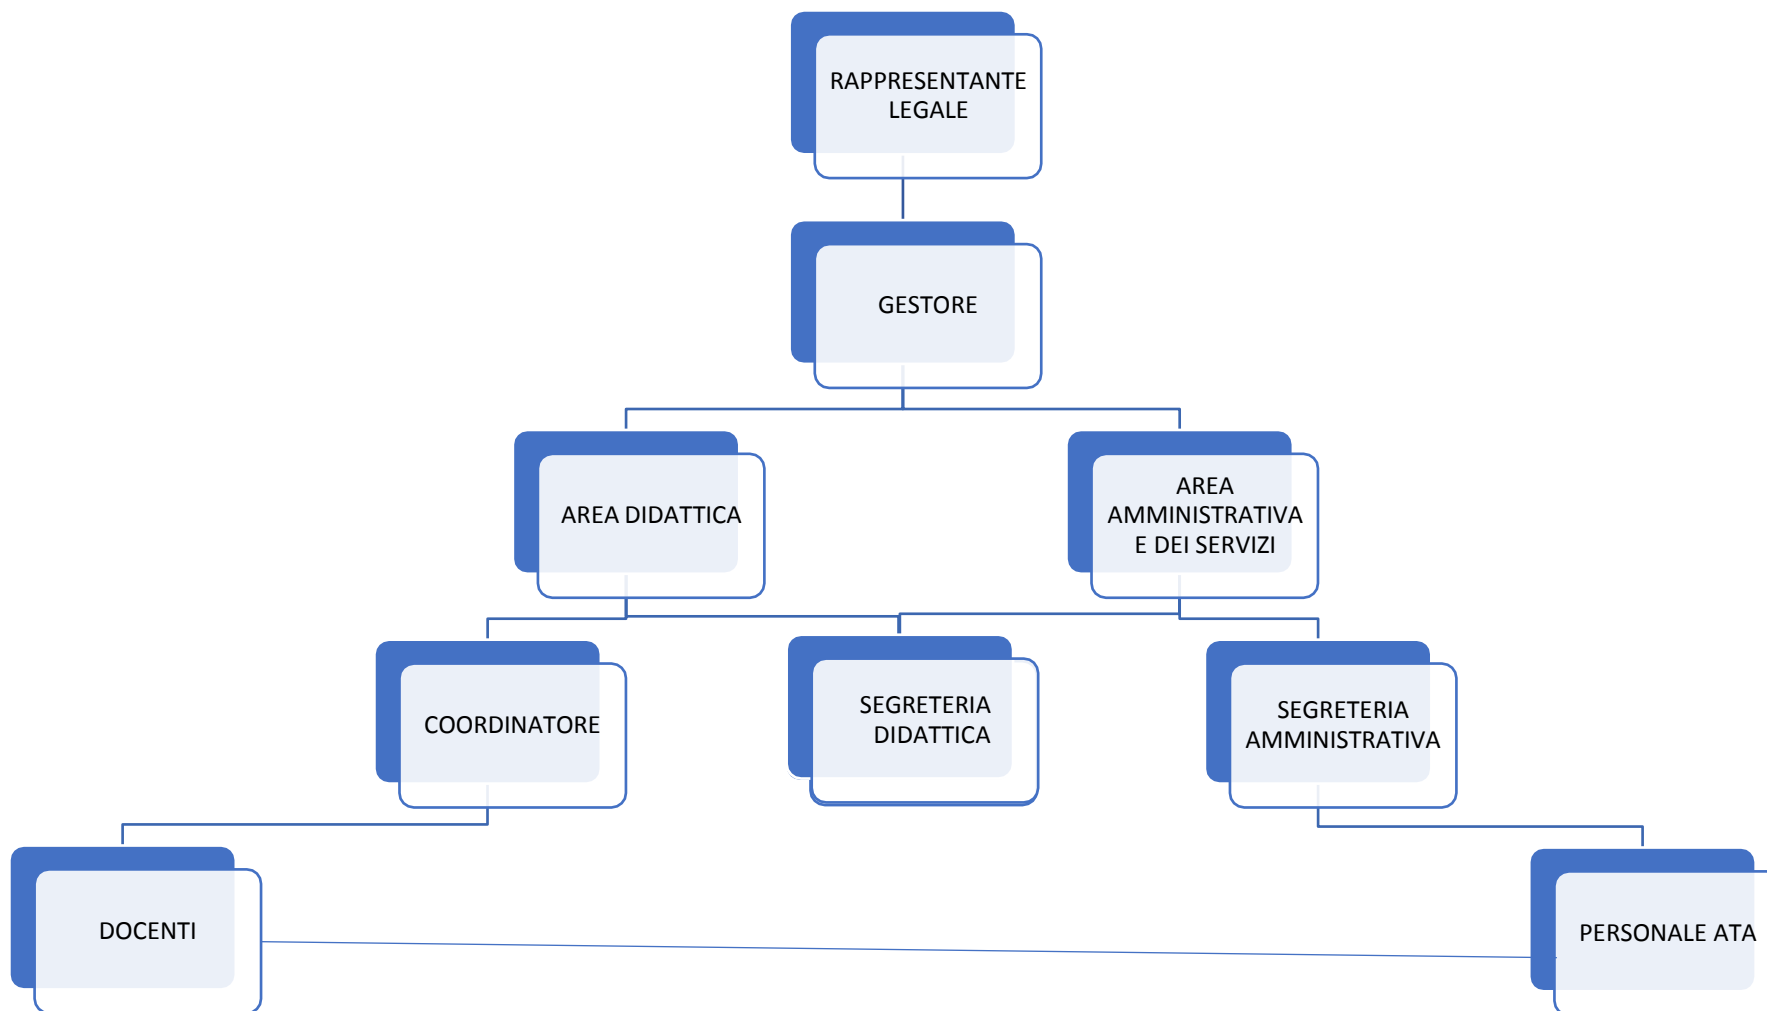 RAPPRESENTANTE
LEGALE
GESTORE
AREA DIDATTICA
AREA
AMMINISTRATIVA
E DEI SERVIZI
COORDINATORE
SEGRETERIA
DIDATTICA
SEGRETERIA
AMMINISTRATIVA
DOCENTI
PERSONALE ATA